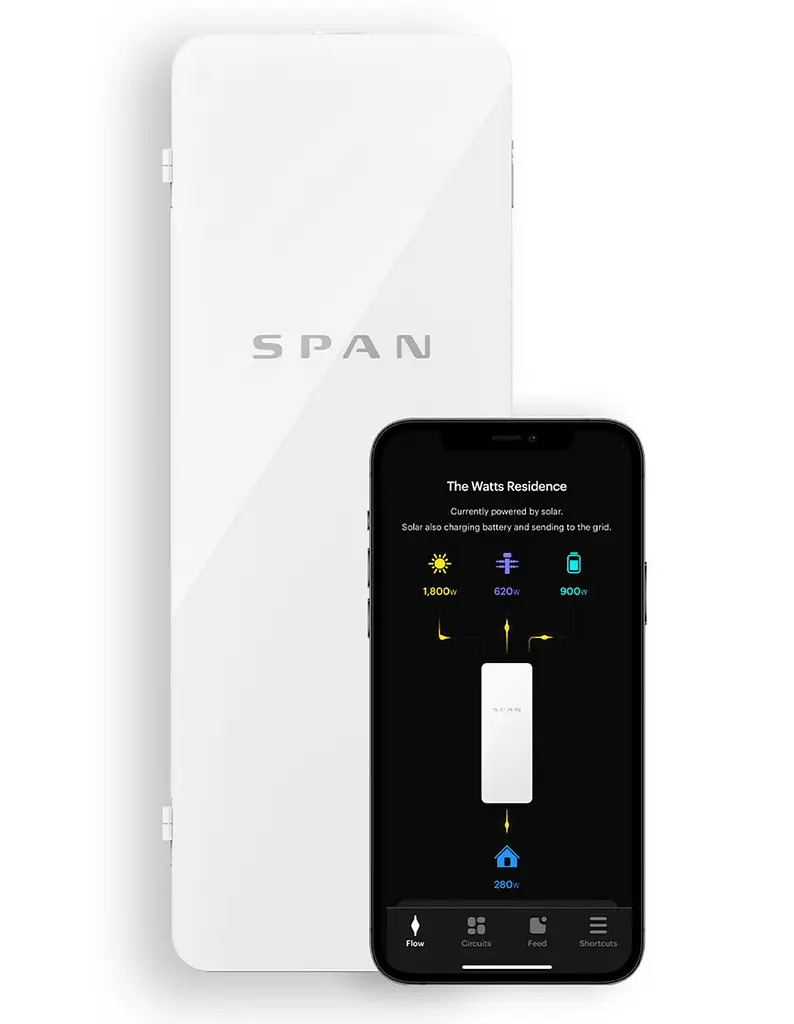 SPAN
The Watts Residence
Currently powered by solar.
Solar also charging battery and sending to the grid.
1,800w 620w 900w
SPAN
280w
Flow Circuits Feed Shortcuts